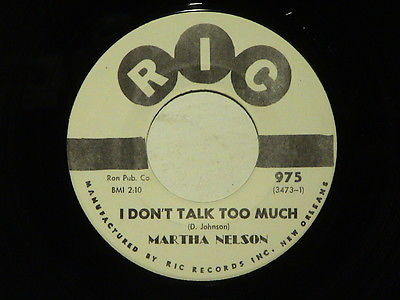 RIC
Ron Pub. Co.
BMI 2:10
975
(3473-1)
I DON'T TALK TOO MUCH
(D. Johnson)
MARTHA NELSON
MANUFACTURED BY RIC RECORDS INC. NEW ORLEANS